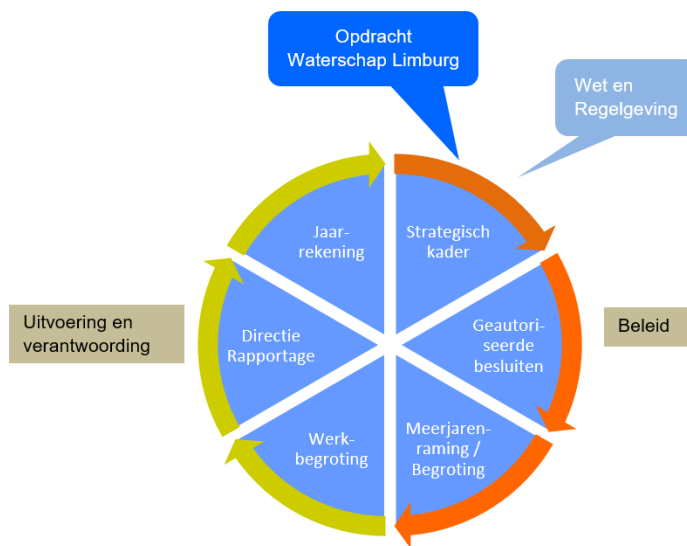 Opdracht
Waterschap Limburg
Wet en
Regelgeving
Jaar-
rekening
Strategisch
kader
Uitvoering en
verantwoording
Directie
Rapportage
Geautori-
seerde
besluiten
Beleid
Werk-
begroting
Meerjaren-
raming /
Begroting